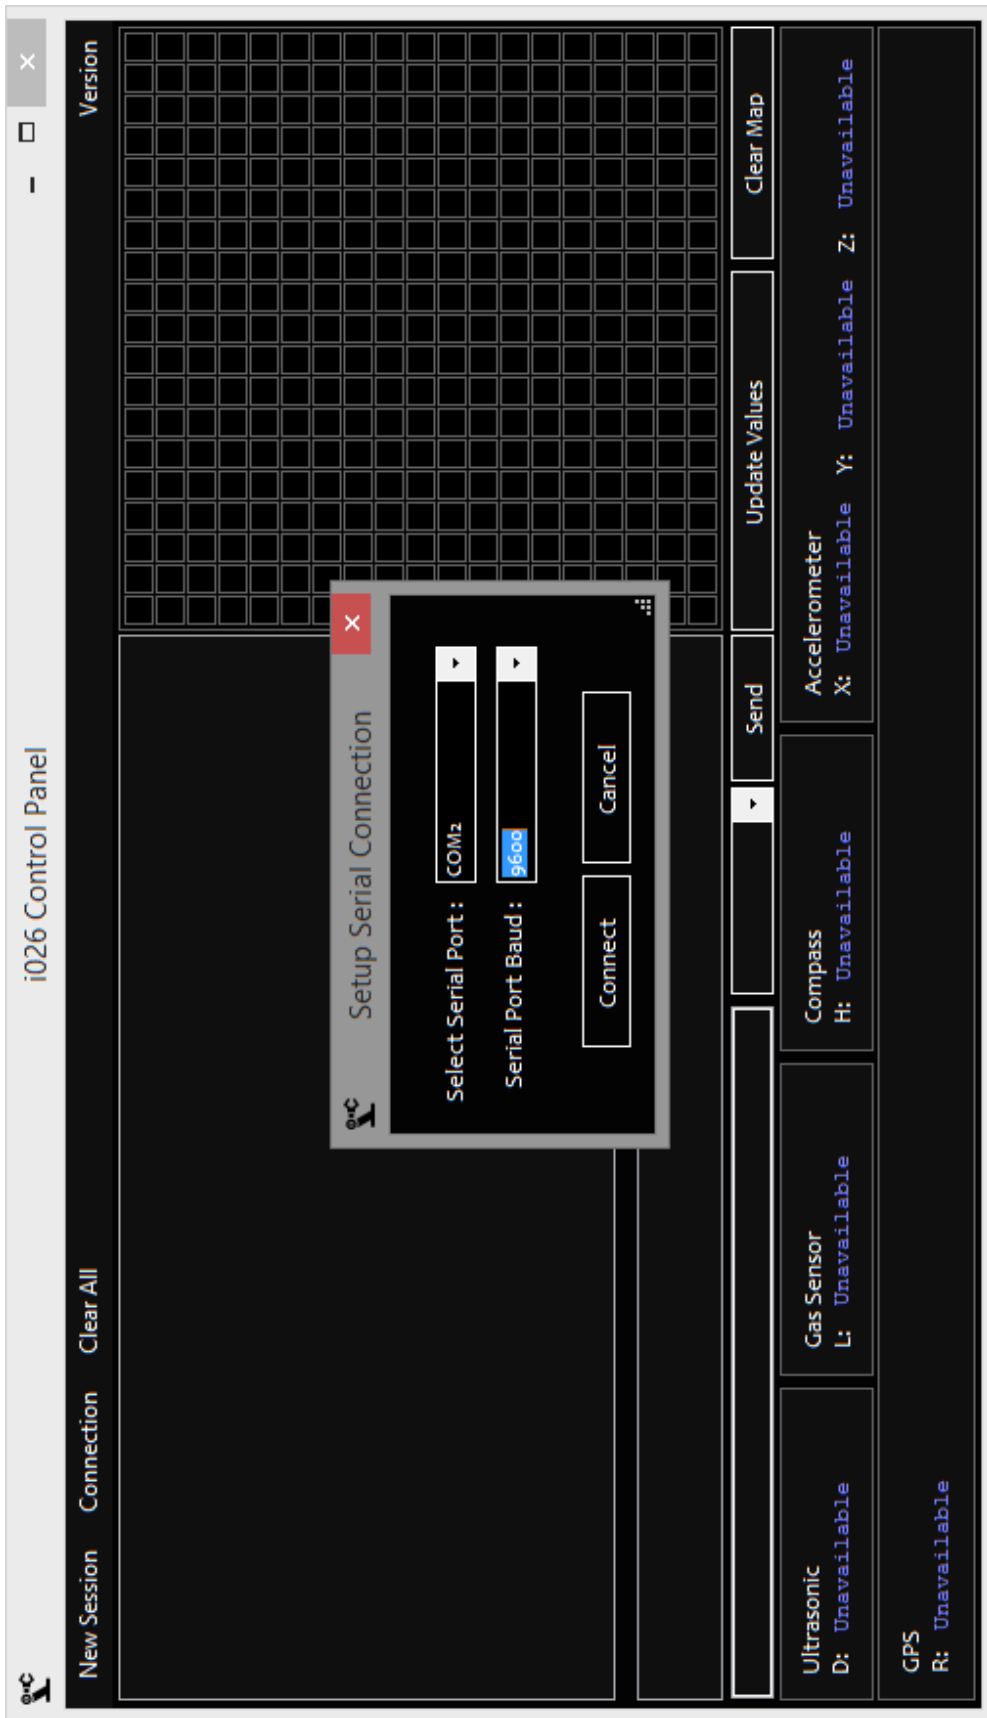 i026 Control Panel
New Session Connection Clear All Version
Setup Serial Connection
Select Serial Port : COM2
Serial Port Baud : 9600
Connect Cancel
Send Update Values Clear Map
Ultrasonic
D: Unavailable
Gas Sensor
L: Unavailable
Compass
H: Unavailable
Accelerometer
X: Unavailable Y: Unavailable Z: Unavailable
GPS
R: Unavailable